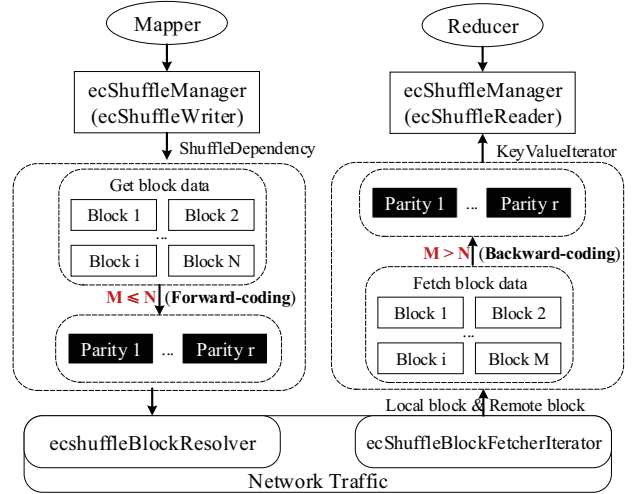 Mapper
ecShuffleManager
(ecShuffleWriter)
ShuffleDependency
Get block data
Block 1 Block 2
...
Block i Block N
M ⩽ N (Forward-coding)
Parity 1 ... Parity r
ecshuffleBlockResolver
Reducer
ecShuffleManager
(ecShuffleReader)
KeyValueIterator
Parity 1 ... Parity r
M > N (Backward-coding)
Fetch block data
Block 1 Block 2
...
Block i Block M
Local block & Remote block
ecShuffleBlockFetcherIterator
Network Traffic